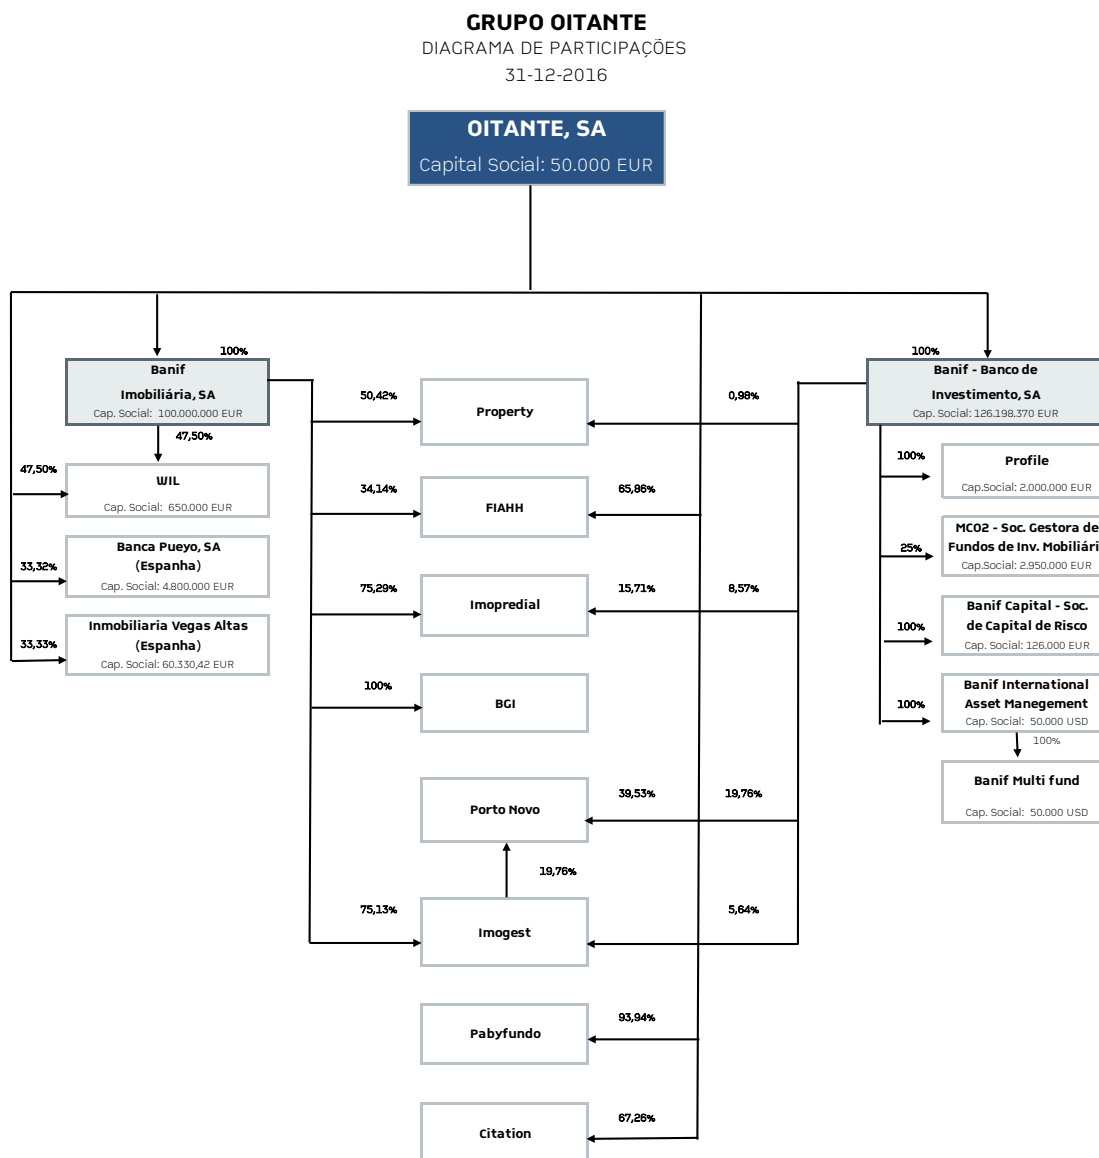 GRUPO OITANTE
DIAGRAMA DE PARTICIPAÇÕES
31-12-2016
OITANTE, SA
Capital Social: 50.000 EUR
100%
Banif
Imobiliária, SA
Cap. Social: 100.000.000 EUR
47,50%
47,50%
WIL
Cap. Social: 650.000 EUR
33,32%
Banca Pueyo, SA
(Espanha)
Cap. Social: 4.800.000 EUR
33,33%
Inmobiliaria Vegas Altas
(Espanha)
Cap. Social: 60.330,42 EUR
50,42%
Property
0,98%
34,14%
FIAHH
65,86%
75,29%
Imopredial
15,71%
8,57%
100%
BGI
Porto Novo
39,53%
19,76%
19,76%
75,13%
Imogest
5,64%
Pabyfundo
93,94%
Citation
67,26%
100%
Banif - Banco de
Investimento, SA
Cap. Social: 126.198.370 EUR
100%
Profile
Cap.Social: 2.000.000 EUR
25%
MCO2 - Soc. Gestora de
Fundos de Inv. Mobiliári
Cap.Social: 2.950.000 EUR
100%
Banif Capital - Soc.
de Capital de Risco
Cap. Social: 126.000 EUR
100%
Banif International
Asset Manegement
Cap. Social: 50.000 USD
100%
Banif Multi fund
Cap. Social: 50.000 USD